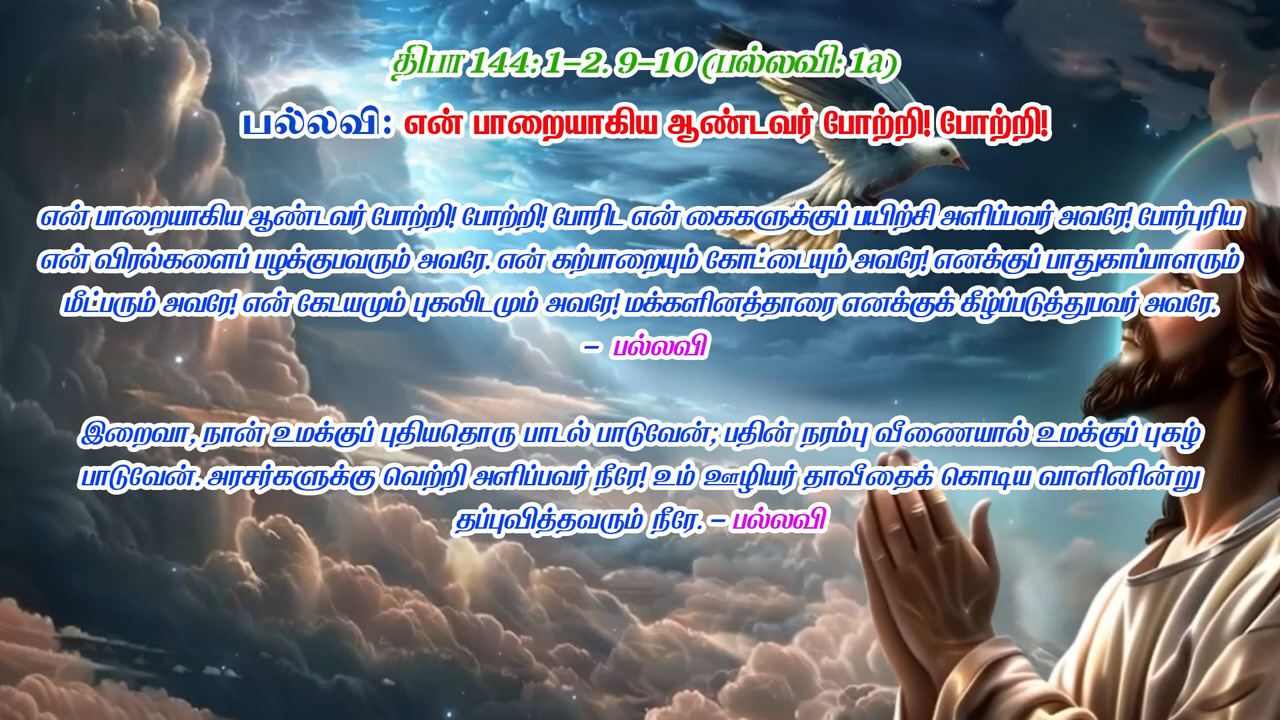 திபா 144: 1–2. 9–10 (பல்லவி: 1a)
பல்லவி: என் பாறையாகிய ஆண்டவர் போற்றி! போற்றி!
என் பாறையாகிய ஆண்டவர் போற்றி! போற்றி! போரிட என் கைகளுக்குப் பயிற்சி அளிப்பவர் அவரே! போர்புரிய
என் விரல்களைப் பழக்குபவரும் அவரே. என் கற்பாறையும் கோட்டையும் அவரே! எனக்குப் பாதுகாப்பாளரும்
மீட்பரும் அவரே! என் கேடயமும் புகலிடமும் அவரே! மக்களினத்தாரை எனக்குக் கீழ்ப்படுத்துபவர் அவரே.
– பல்லவி
இறைவா, நான் உமக்குப் புதியதொரு பாடல் பாடுவேன்; பதின் நரம்பு வீணையால் உமக்குப் புகழ்
பாடுவேன். அரசர்களுக்கு வெற்றி அளிப்பவர் நீரே! உம் ஊழியர் தாவீதைக் கொடிய வாளினின்று
தப்புவித்தவரும் நீரே. – பல்லவி